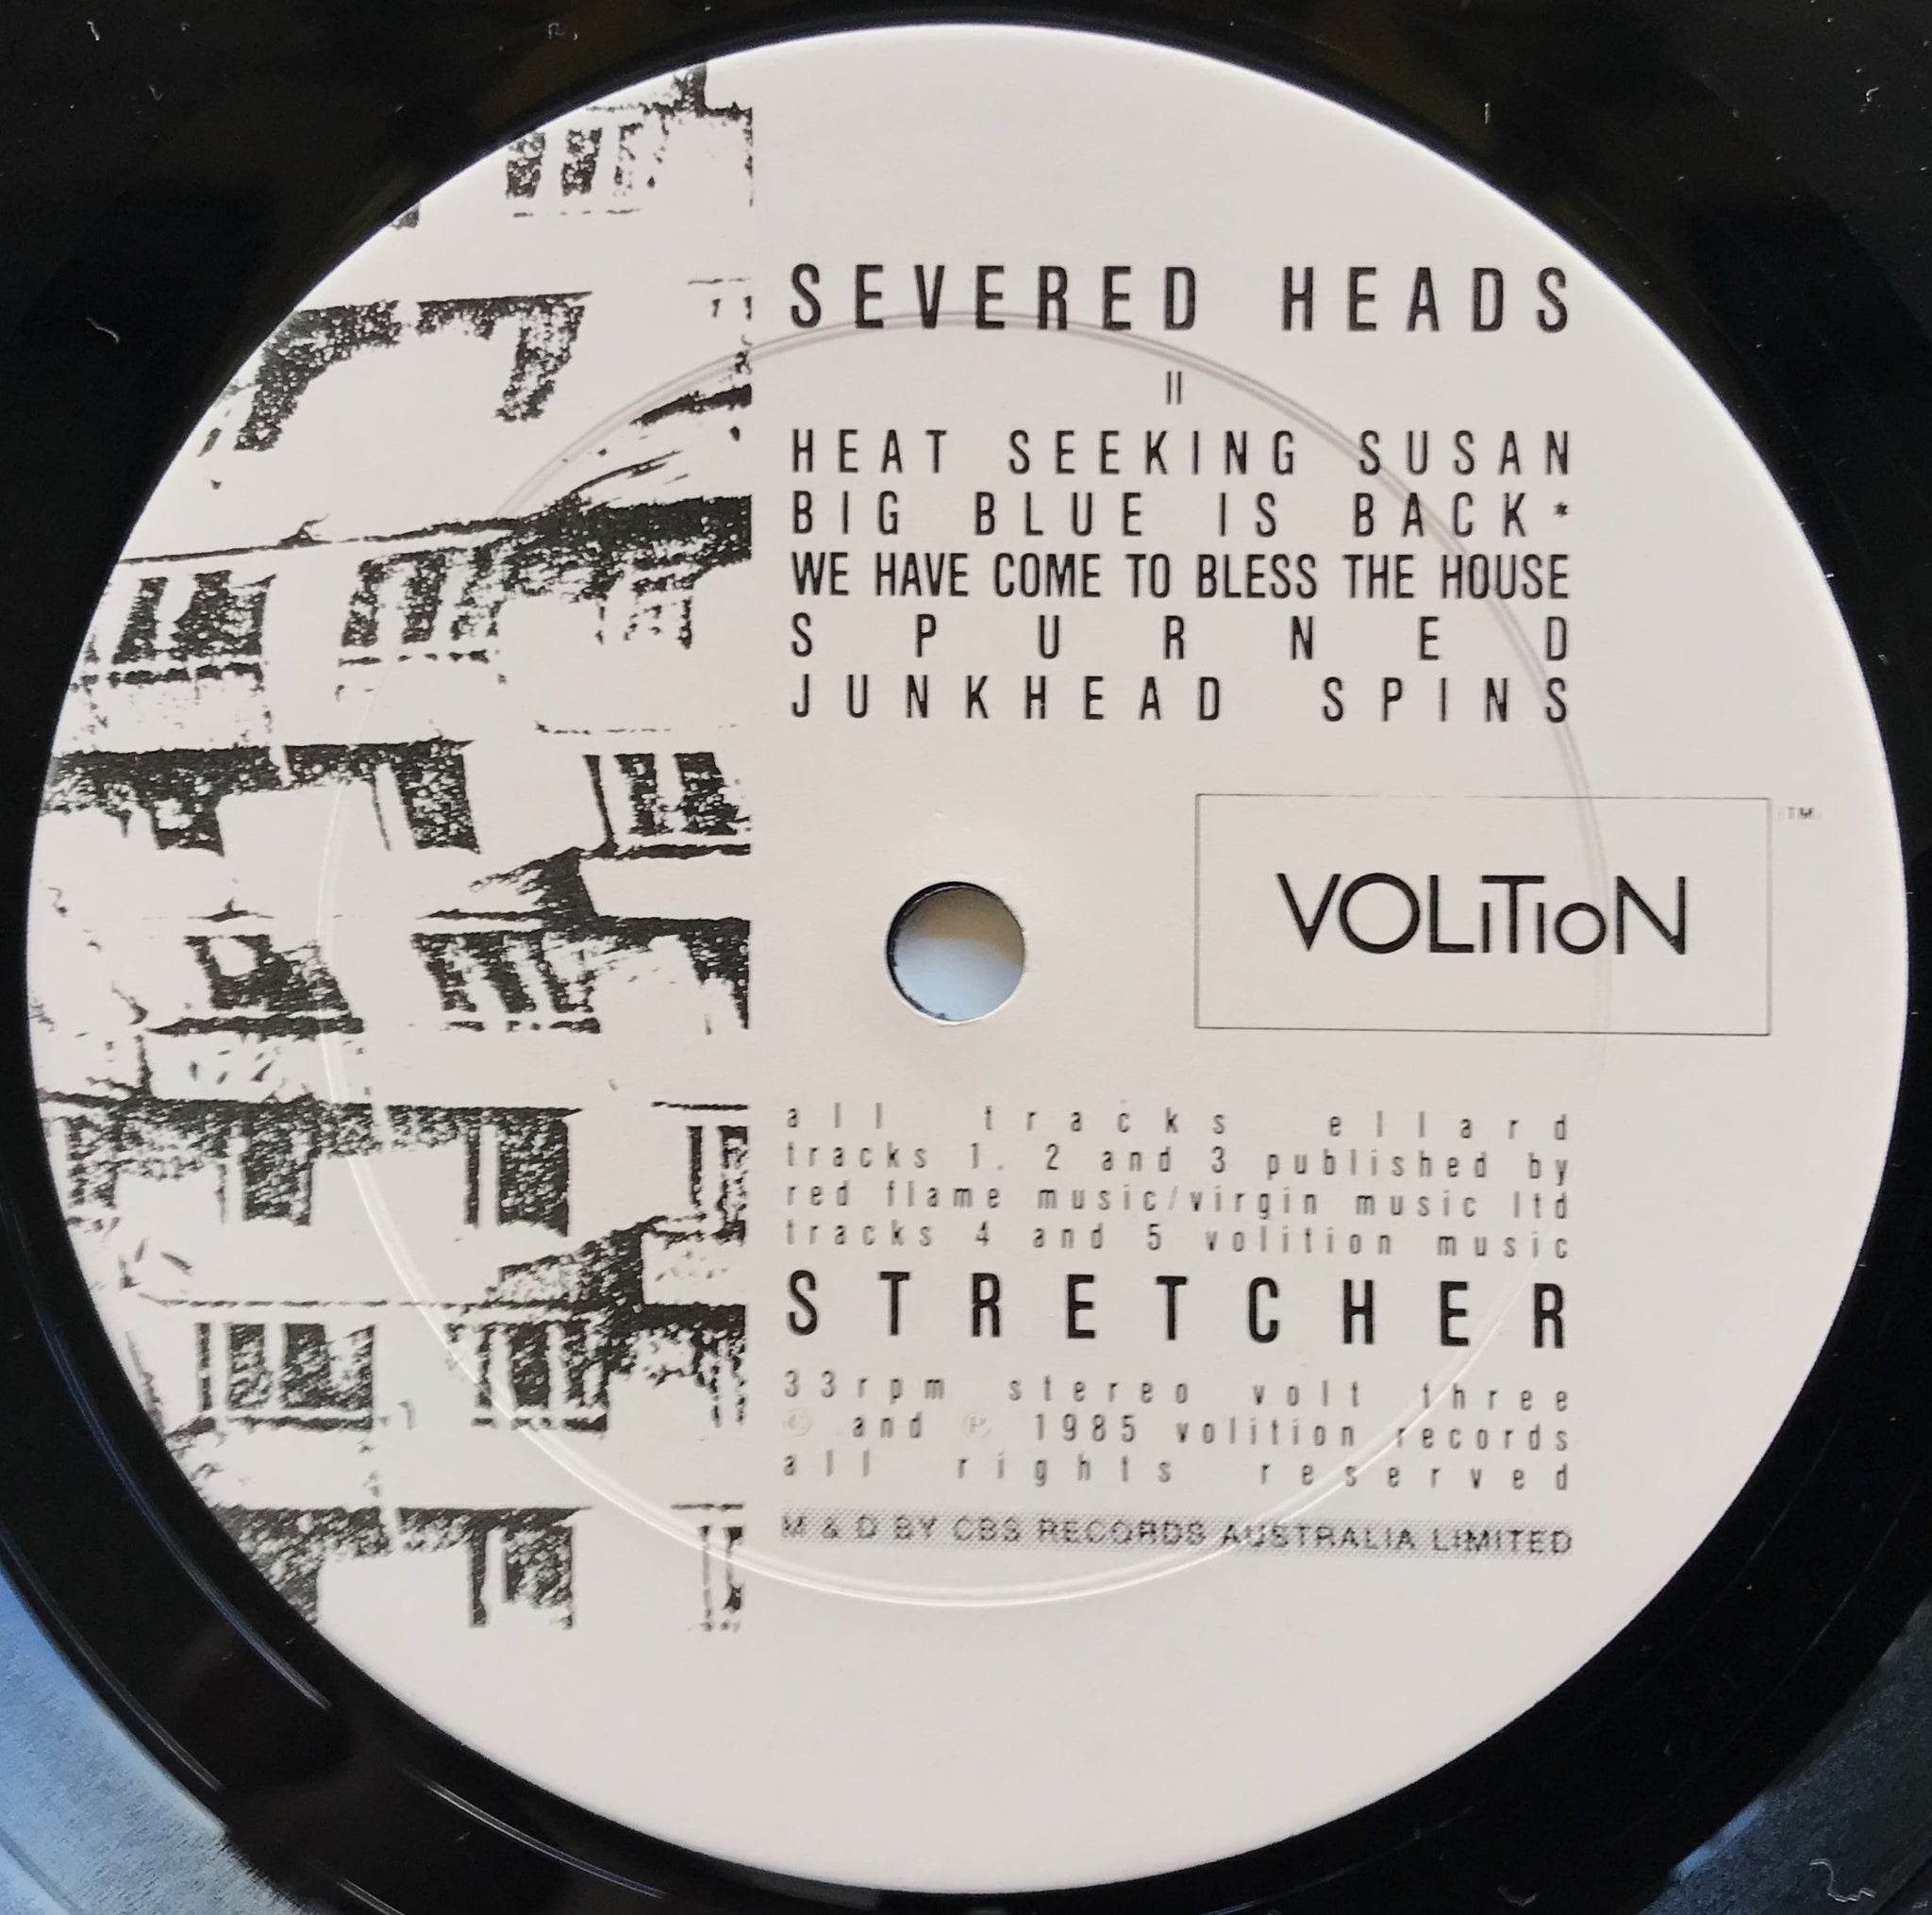 SEVERED HEADS
II
HEAT SEEKING SUSAN
BIG BLUE IS BACK*
WE HAVE COME TO BLESS THE HOUSE
SPURNED
JUNKHEAD SPINS
VOLiTioN TM
all tracks ellard
tracks 1. 2 and 3 published by
red flame music/virgin music ltd
tracks 4 and 5 volition music
STRETCHER
33rpm stereo volt three
© and ℗ 1985 volition records
all rights reserved
M & D BY CBS RECORDS AUSTRALIA LIMITED